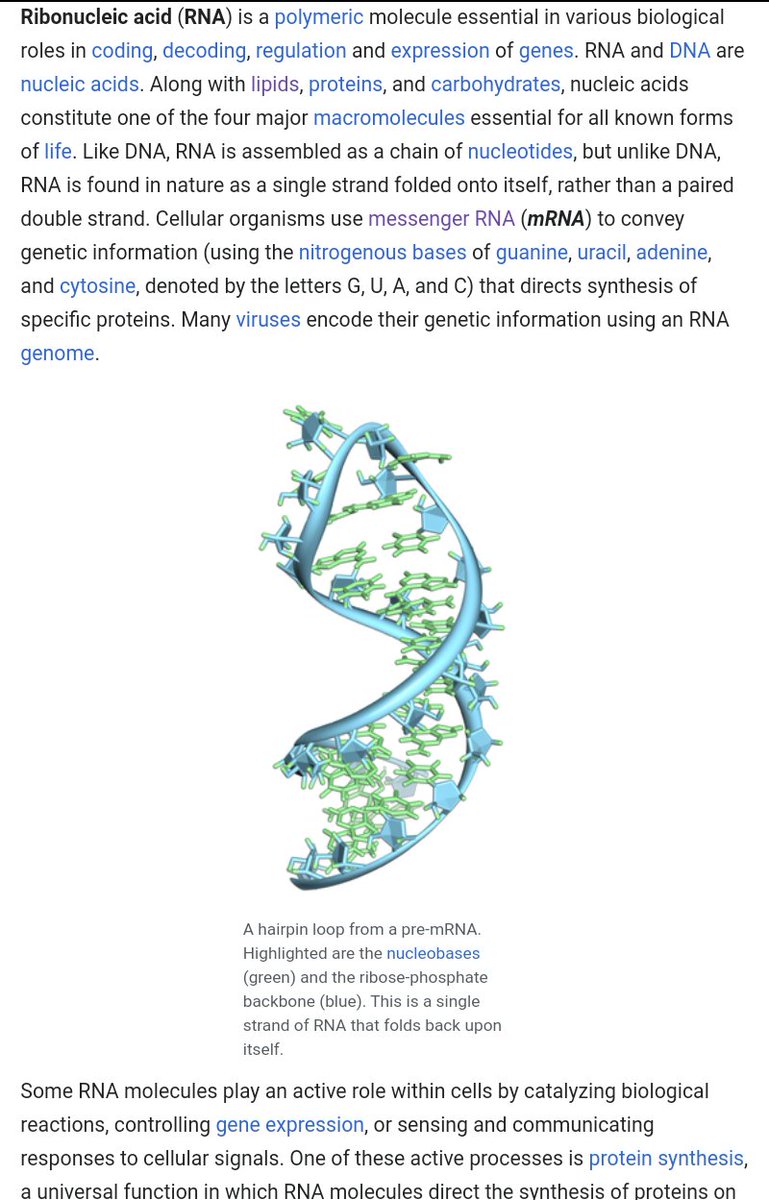 Ribonucleic acid (RNA) is a polymeric molecule essential in various biological
roles in coding, decoding, regulation and expression of genes. RNA and DNA are
nucleic acids. Along with lipids, proteins, and carbohydrates, nucleic acids
constitute one of the four major macromolecules essential for all known forms
of life. Like DNA, RNA is assembled as a chain of nucleotides, but unlike DNA,
RNA is found in nature as a single strand folded onto itself, rather than a paired
double strand. Cellular organisms use messenger RNA (mRNA) to convey
genetic information (using the nitrogenous bases of guanine, uracil, adenine,
and cytosine, denoted by the letters G, U, A, and C) that directs synthesis of
specific proteins. Many viruses encode their genetic information using an RNA
genome.
A hairpin loop from a pre-mRNA.
Highlighted are the nucleobases
(green) and the ribose-phosphate
backbone (blue). This is a single
strand of RNA that folds back upon
itself.
Some RNA molecules play an active role within cells by catalyzing biological
reactions, controlling gene expression, or sensing and communicating
responses to cellular signals. One of these active processes is protein synthesis,
a universal function in which RNA molecules direct the synthesis of proteins on